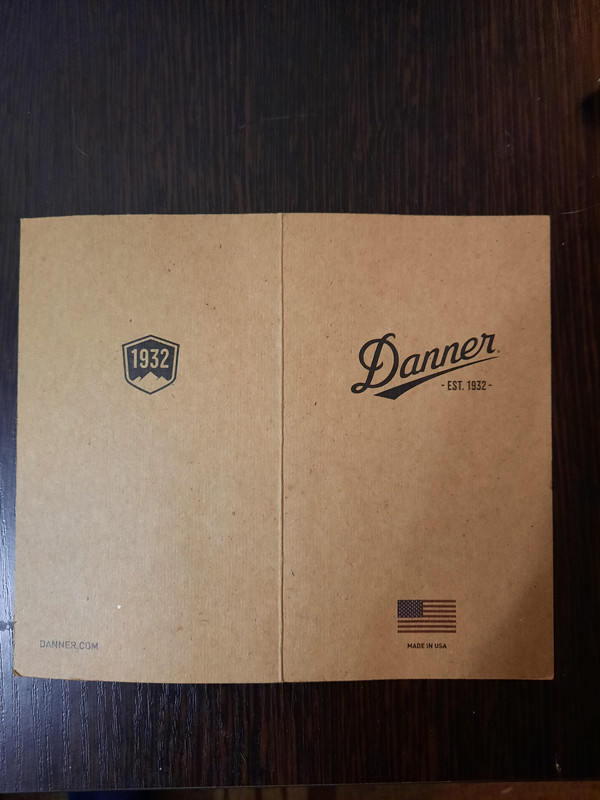 1932
DANNER.COM
Danner
- EST. 1932 -
MADE IN USA